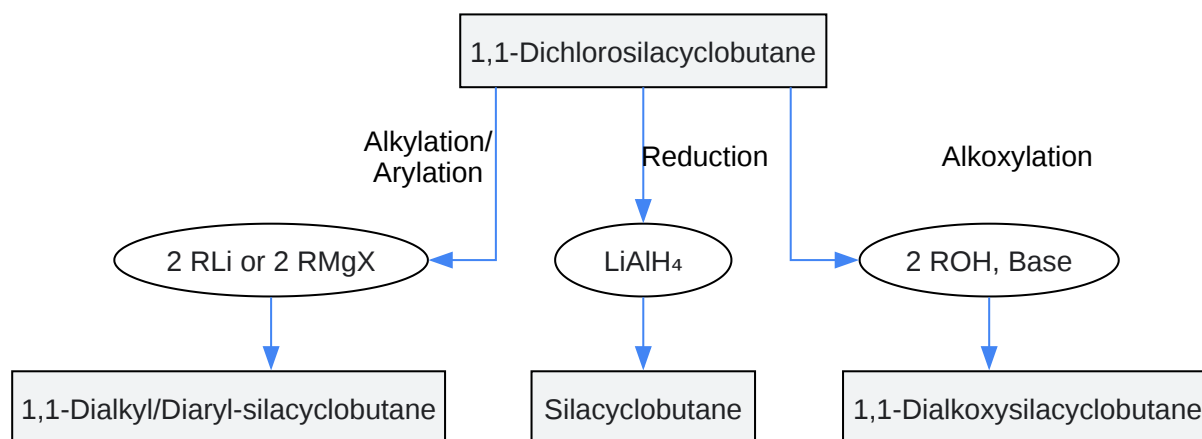 1,1-Dichlorosilacyclobutane
Alkylation/
Arylation
Reduction
Alkoxylation
2 RLi or 2 RMgX
LiAlH₄
2 ROH, Base
1,1-Dialkyl/Diaryl-silacyclobutane
Silacyclobutane
1,1-Dialkoxysilacyclobutane